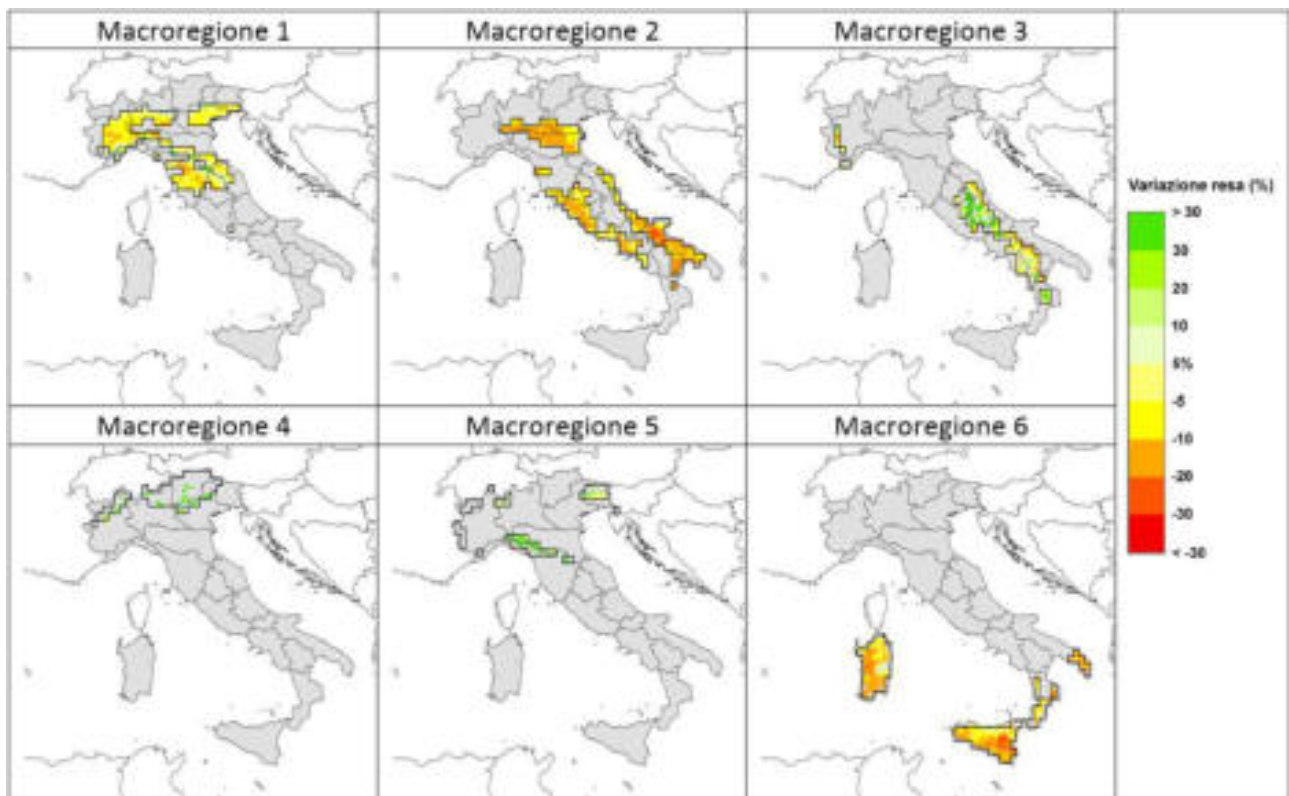 Macroregione 1
Macroregione 2
Macroregione 3
Variazione resa (%)
> 30
30
20
10
5%
-5
-10
-20
-30
< -30
Macroregione 4
Macroregione 5
Macroregione 6